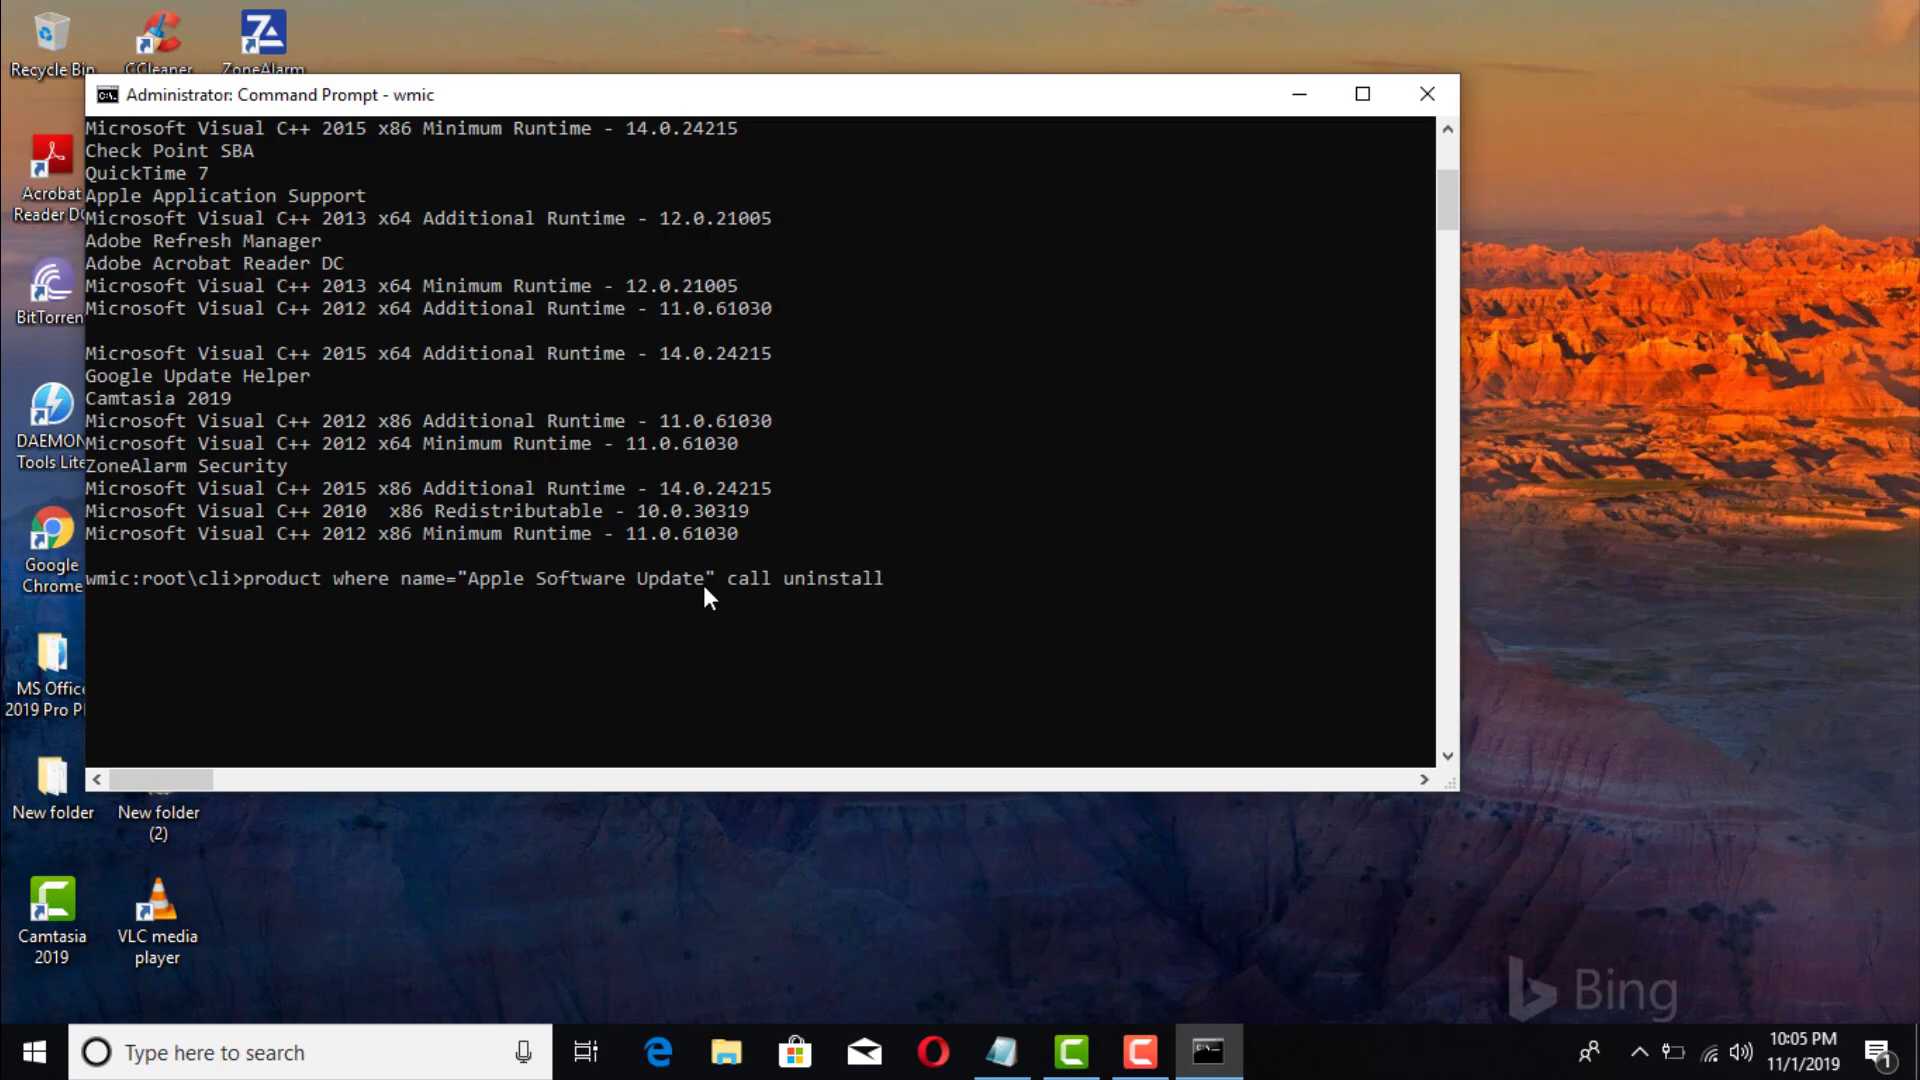 Recycle Bin
CCleaner
ZoneAlarm
Administrator: Command Prompt - wmic
Microsoft Visual C++ 2015 x86 Minimum Runtime - 14.0.24215
Check Point SBA
QuickTime 7
Apple Application Support
Microsoft Visual C++ 2013 x64 Additional Runtime - 12.0.21005
Adobe Refresh Manager
Adobe Acrobat Reader DC
Microsoft Visual C++ 2013 x64 Minimum Runtime - 12.0.21005
Microsoft Visual C++ 2012 x64 Additional Runtime - 11.0.61030
Microsoft Visual C++ 2015 x64 Additional Runtime - 14.0.24215
Google Update Helper
Camtasia 2019
Microsoft Visual C++ 2012 x86 Additional Runtime - 11.0.61030
Microsoft Visual C++ 2012 x64 Minimum Runtime - 11.0.61030
ZoneAlarm Security
Microsoft Visual C++ 2015 x86 Additional Runtime - 14.0.24215
Microsoft Visual C++ 2010  x86 Redistributable - 10.0.30319
Microsoft Visual C++ 2012 x86 Minimum Runtime - 11.0.61030
wmic:root\cli>product where name="Apple Software Update" call uninstall
Acrobat
Reader DC
BitTorren
DAEMON
Tools Lite
Google
Chrome
MS Office
2019 Pro Pl
New folder
New folder
(2)
Camtasia
2019
VLC media
player
Bing
Type here to search
10:05 PM
11/1/2019
1